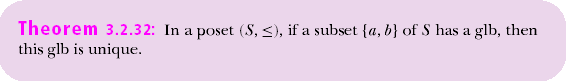 Theorem 3.2.32: In a poset (S, ≤), if a subset {a, b} of S has a glb, then
this glb is unique.